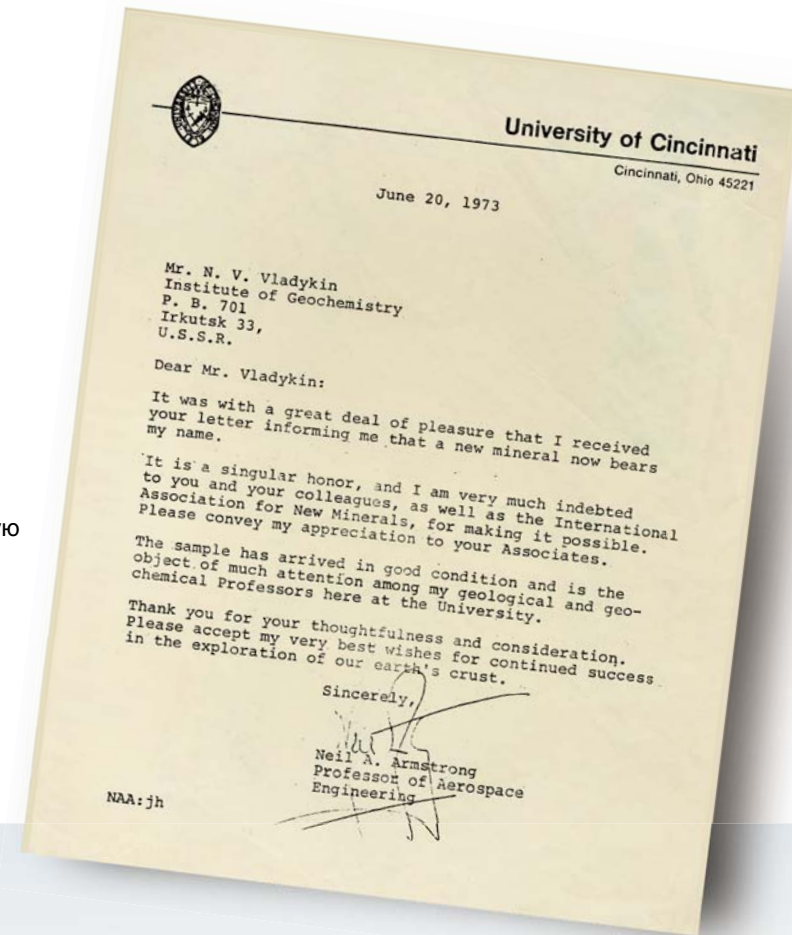 University of Cincinnati
Cincinnati, Ohio 45221
June 20, 1973
Mr. N. V. Vladykin
Institute of Geochemistry
P. B. 701
Irkutsk 33,
U.S.S.R.
Dear Mr. Vladykin:
It was with a great deal of pleasure that I received
your letter informing me that a new mineral now bears
my name.
It is a singular honor, and I am very much indebted
to you and your colleagues, as well as the International
Association for New Minerals, for making it possible.
Please convey my appreciation to your Associates.
The sample has arrived in good condition and is the
object of much attention among my geological and geo-
chemical Professors here at the University.
Thank you for your thoughtfulness and consideration.
Please accept my very best wishes for continued success
in the exploration of our earth's crust.
Sincerely,
Neil A. Armstrong
Professor of Aerospace
Engineering
NAA:jh